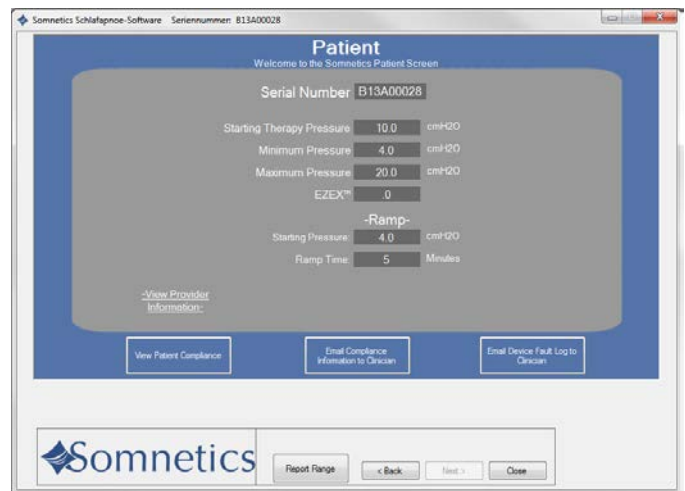 Somnetics Schlafapnoe-Software Seriennummer: B13A00028
Patient
Welcome to the Somnetics Patient Screen
Serial Number B13A00028
Starting Therapy Pressure 10.0 cmH2O
Minimum Pressure 4.0 cmH2O
Maximum Pressure 20.0 cmH2O
EZEX™ .0
-Ramp-
Starting Pressure: 4.0 cmH2O
Ramp Time: 5 Minutes
-View Provider
Information-
View Patient Compliance
Email Compliance
Information to Clinician
Email Device Fault Log to
Clinician
Somnetics
Report Range
< Back
Next >
Close